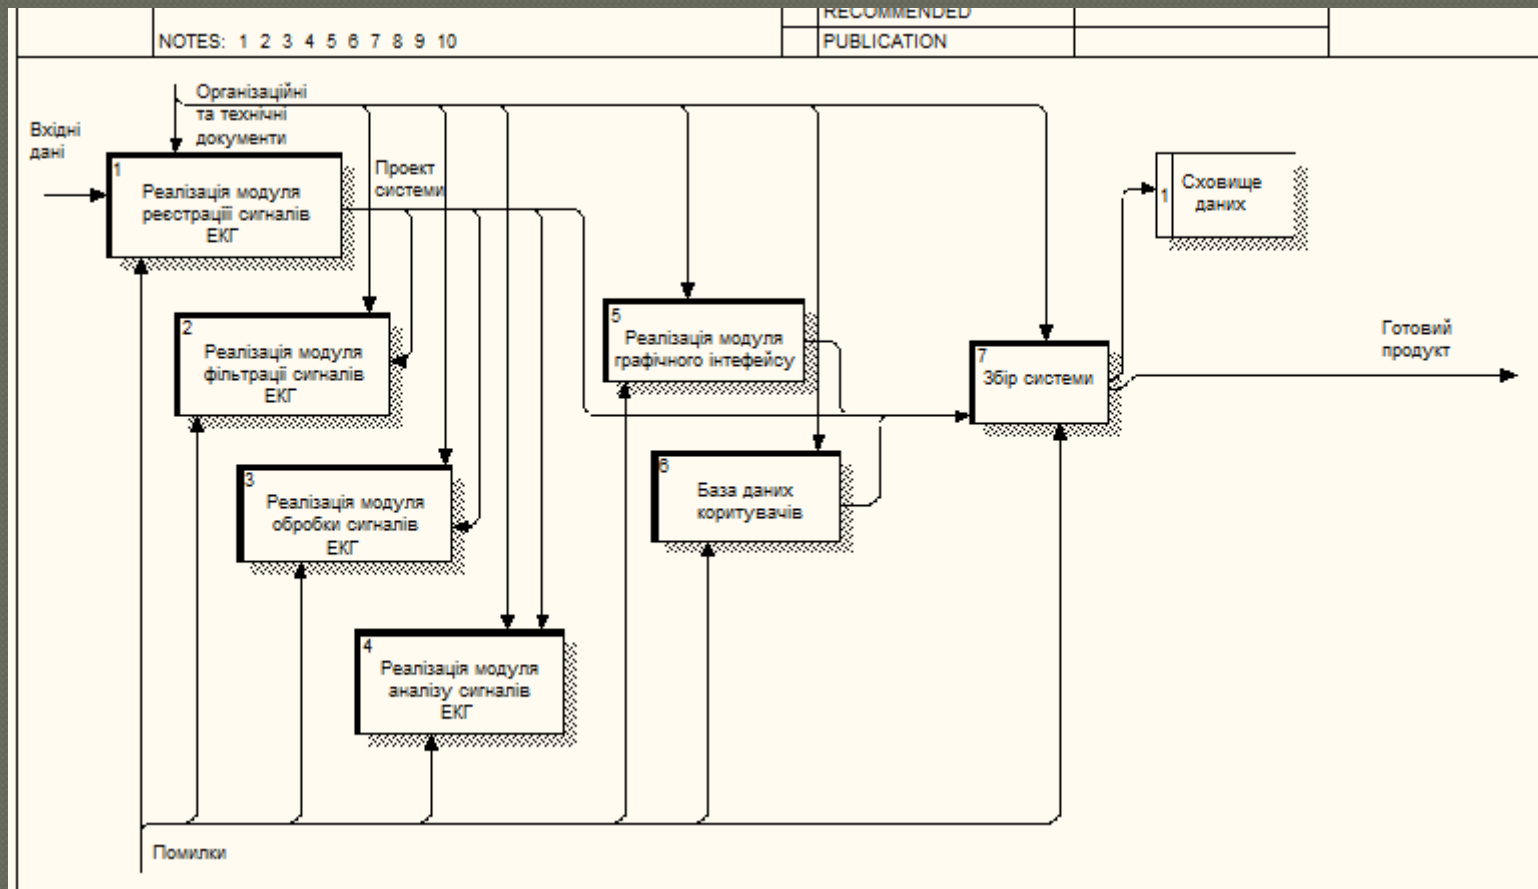 RECOMMENDED
NOTES: 1 2 3 4 5 6 7 8 9 10
PUBLICATION
Організаційні
та технічні
документи
Вхідні
дані
1
Реалізація модуля
реєстраціії сигналів
ЕКГ
Проект
системи
1
Сховище
даних
2
Реалізація модуля
фільтрації сигналів
ЕКГ
5
Реалізація модуля
графічного інтефейсу
7
Збір системи
Готовий
продукт
3
Реалізація модуля
обробки сигналів
ЕКГ
6
База даних
коритувачів
4
Реалізація модуля
аналізу сигналів
ЕКГ
Помилки